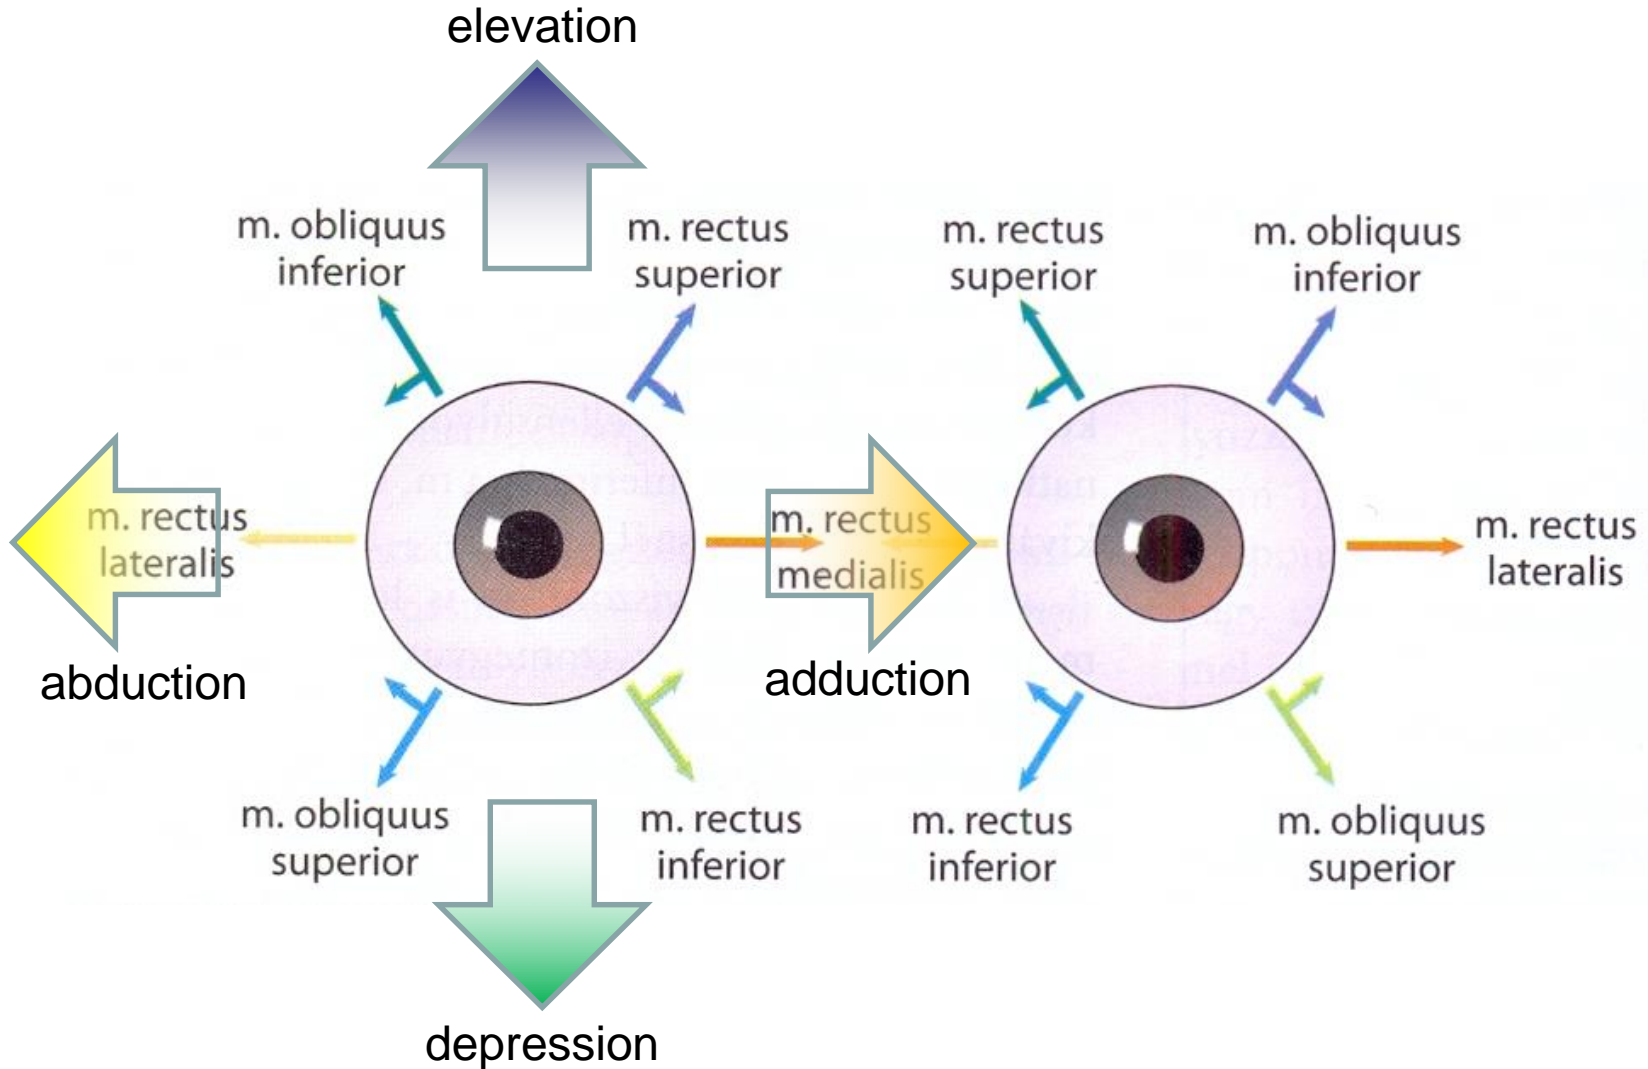 elevation
m. obliquus
inferior
m. rectus
superior
m. rectus
superior
m. obliquus
inferior
m. rectus
lateralis
m. rectus
medialis
m. rectus
lateralis
abduction
adduction
m. obliquus
superior
m. rectus
inferior
m. rectus
inferior
m. obliquus
superior
depression